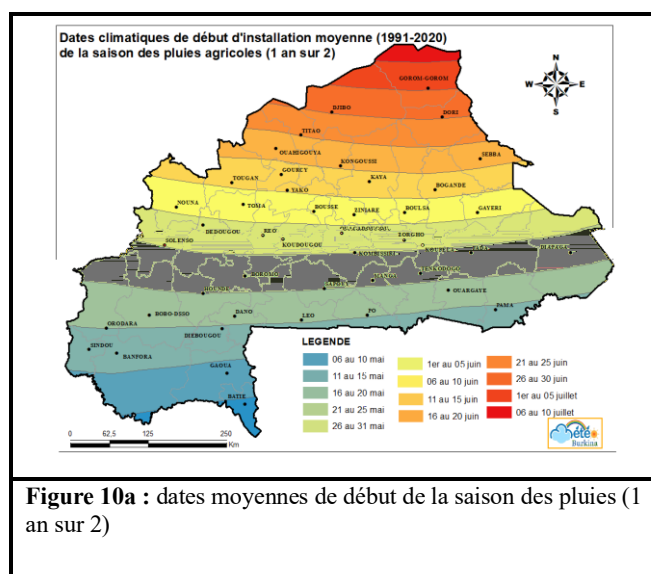 Dates climatiques de début d'installation moyenne (1991-2020)
de la saison des pluies agricoles (1 an sur 2)
N
W E
S
GOROM-GOROM
DJIBO
DORI
TITAO
OUAHIGOUYA
KONGOUSSI
SEBBA
GOURCY
TOUGAN
KAYA
YAKO
BOGANDE
NOUNA
TOMA
BOUSSE
ZINIARE
BOULSA
GAYERI
DEDOUGOU
REO
ZORGHO
SOLENSO
KOUDOUGOU
KOMBISSIRI
DIAPAGA
TENKODOGO
BOROMO
MANGA
HOUNDE
SAPOUY
OUARGAYE
BOBO-DSSO
DANO
LEO
PO
PAMA
ORODARA
DIEBOUGOU
SINDOU
BANFORA
GAOUA
BATIE
LEGENDE
06 au 10 mai
11 au 15 mai
16 au 20 mai
21 au 25 mai
26 au 31 mai
1er au 05 juin
06 au 10 juin
11 au 15 juin
16 au 20 juin
21 au 25 juin
26 au 30 juin
1er au 05 juillet
06 au 10 juillet
0 62,5 125 250
Km
été
Burkina
Figure 10a : dates moyennes de début de la saison des pluies (1
an sur 2)